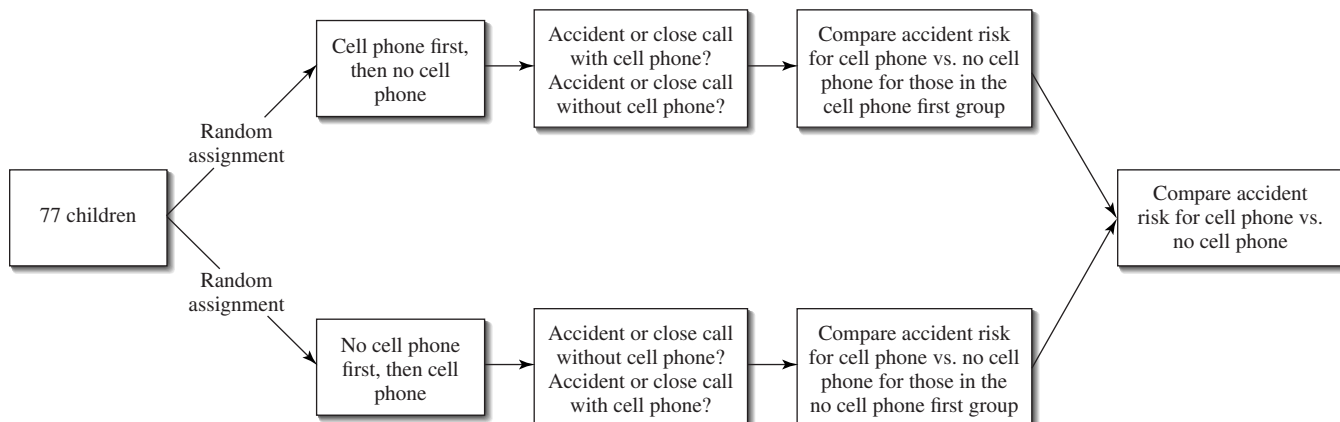 77 children
Random
assignment
Cell phone first,
then no cell
phone
Accident or close call
with cell phone?
Accident or close call
without cell phone?
Compare accident risk
for cell phone vs. no cell
phone for those in the
cell phone first group
Random
assignment
No cell phone
first, then cell
phone
Accident or close call
without cell phone?
Accident or close call
with cell phone?
Compare accident risk
for cell phone vs. no cell
phone for those in the
no cell phone first group
Compare accident
risk for cell phone vs.
no cell phone